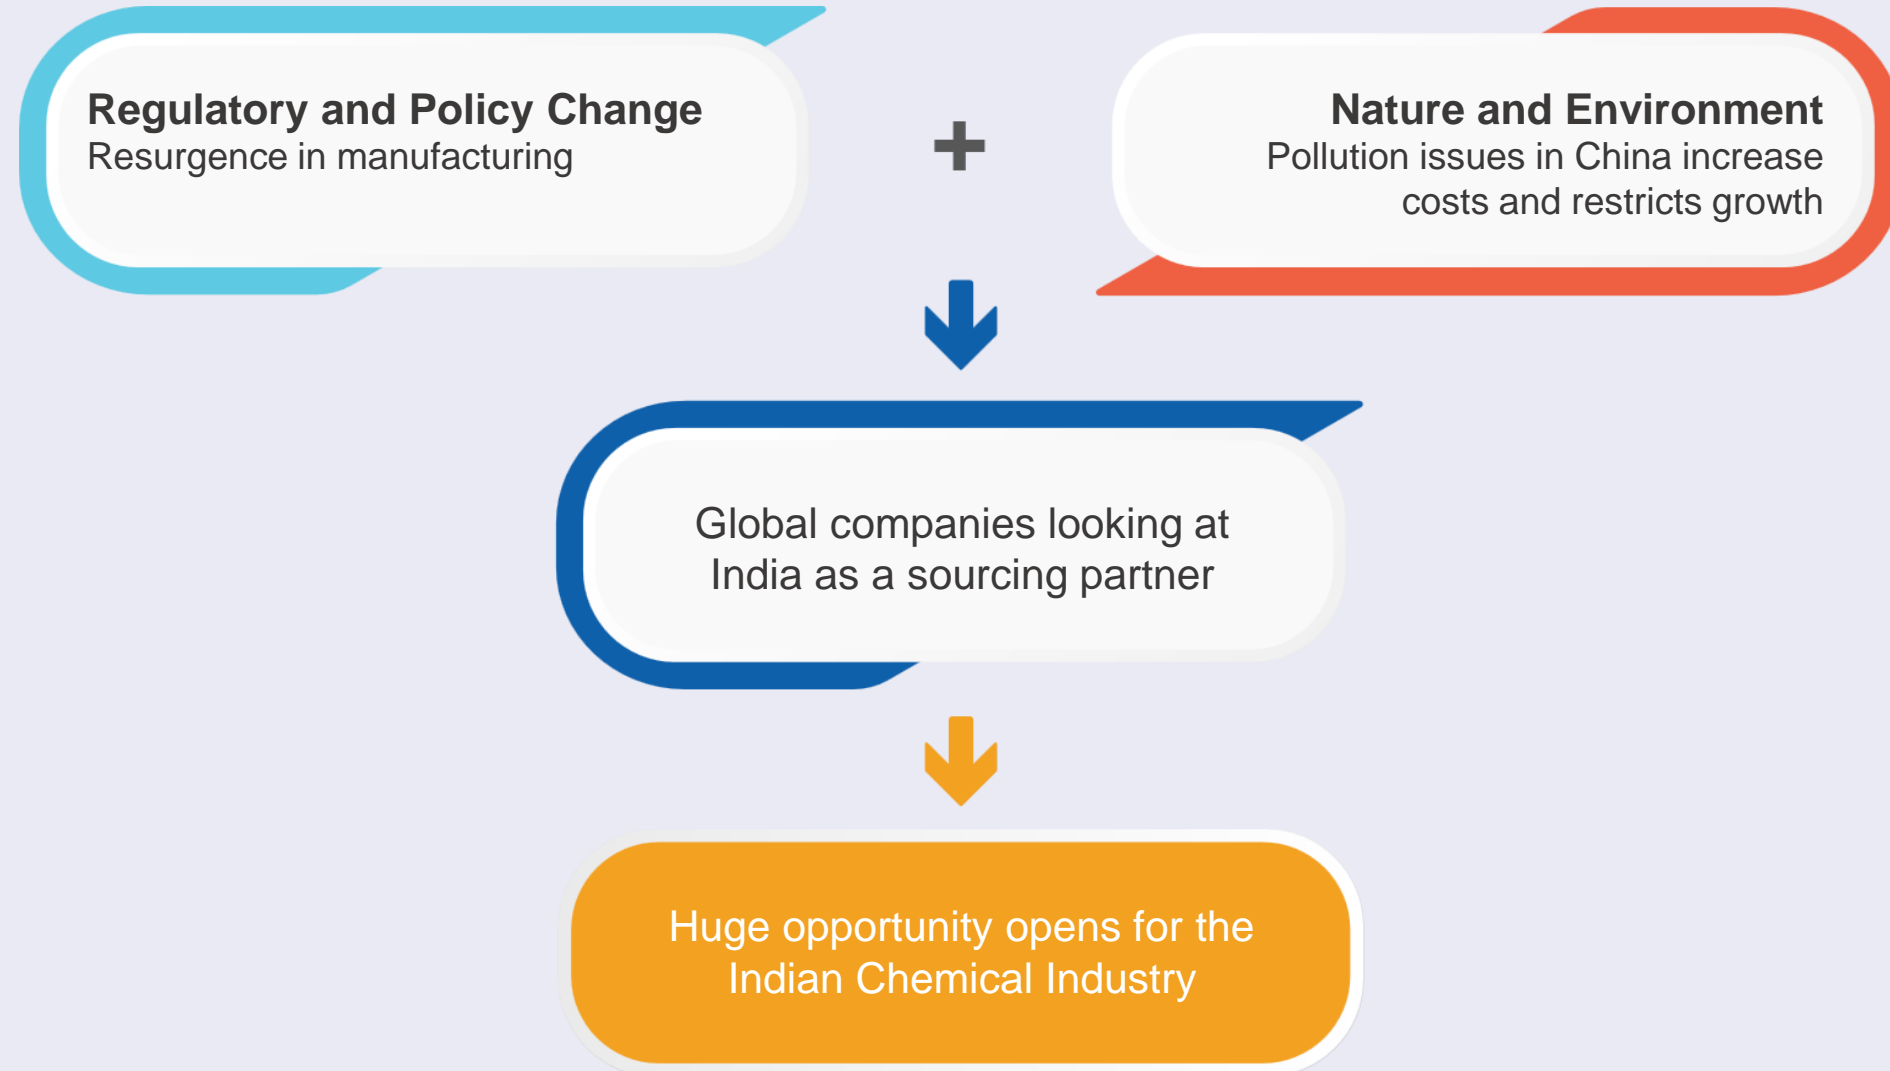 Regulatory and Policy Change
Resurgence in manufacturing
+
Nature and Environment
Pollution issues in China increase
costs and restricts growth
Global companies looking at
India as a sourcing partner
Huge opportunity opens for the
Indian Chemical Industry